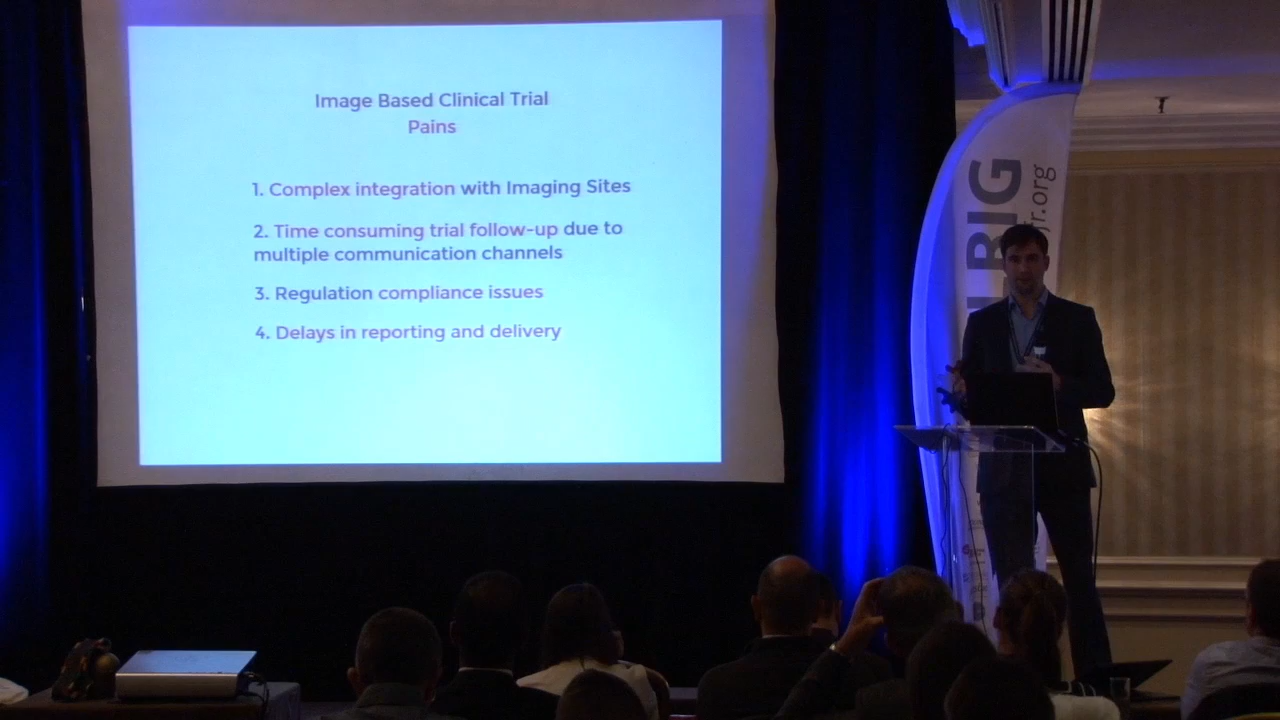 Image Based Clinical Trial
Pains
1. Complex integration with Imaging Sites
2. Time consuming trial follow-up due to
multiple communication channels
3. Regulation compliance issues
4. Delays in reporting and delivery
BIG
jr.org